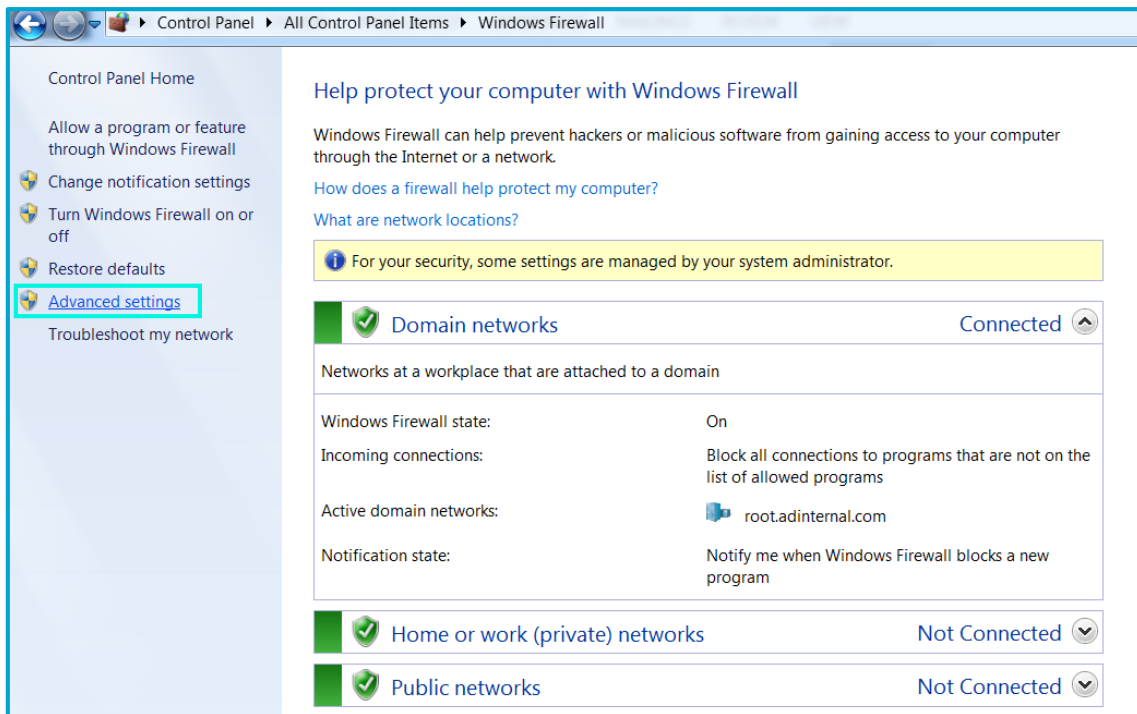 Control Panel ▸ All Control Panel Items ▸ Windows Firewall
Control Panel Home
Allow a program or feature
through Windows Firewall
Change notification settings
Turn Windows Firewall on or
off
Restore defaults
Advanced settings
Troubleshoot my network
Help protect your computer with Windows Firewall
Windows Firewall can help prevent hackers or malicious software from gaining access to your computer
through the Internet or a network.
How does a firewall help protect my computer?
What are network locations?
For your security, some settings are managed by your system administrator.
Domain networks Connected
Networks at a workplace that are attached to a domain
Windows Firewall state: On
Incoming connections: Block all connections to programs that are not on the
list of allowed programs
Active domain networks: root.adinternal.com
Notification state: Notify me when Windows Firewall blocks a new
program
Home or work (private) networks Not Connected
Public networks Not Connected